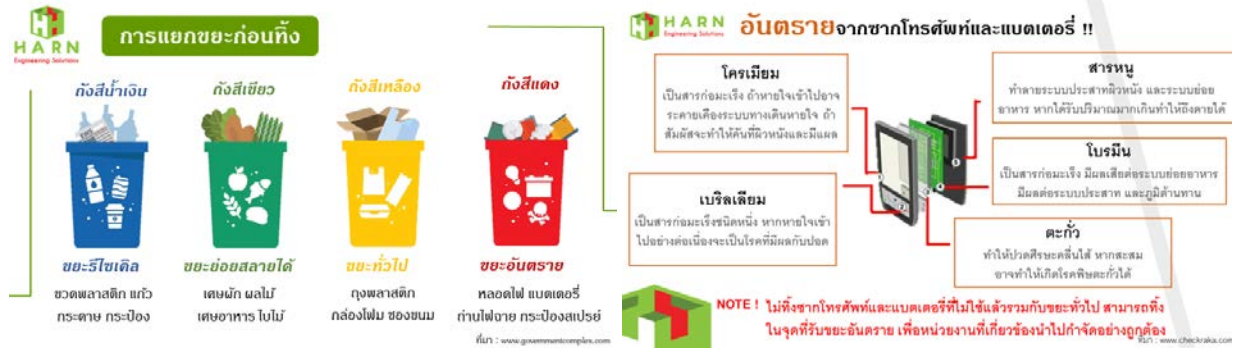 HARN
Engineering Solutions
การแยกขยะก่อนทิ้ง
ถังสีน้ำเงิน
ขยะรีไซเคิล
ขวดพลาสติก แก้ว
กระดาษ กระป๋อง
ถังสีเขียว
ขยะย่อยสลายได้
เศษผัก ผลไม้
เศษอาหาร ใบไม้
ถังสีเหลือง
ขยะทั่วไป
ถุงพลาสติก
กล่องโฟม ซองขนม
ถังสีแดง
ขยะอันตราย
หลอดไฟ แบตเตอรี่
ถ่านไฟฉาย กระป๋องสเปรย์
ที่มา : www.governmentcomplex.com
HARN
Engineering Solutions
อันตรายจากซากโทรศัพท์และแบตเตอรี่ !!
โครเมียม
เป็นสารก่อมะเร็ง ถ้าหายใจเข้าไปอาจ
ระคายเคืองระบบทางเดินหายใจ ถ้า
สัมผัสจะทำให้คันที่ผิวหนังและมีแผล
เบริลเลียม
เป็นสารก่อมะเร็งชนิดหนึ่ง หากหายใจเข้า
ไปอย่างต่อเนื่องจะเป็นโรคที่มีผลกับปอด
สารหนู
ทำลายระบบประสาทผิวหนัง และระบบย่อย
อาหาร หากได้รับปริมาณมากเกินทำให้ถึงตายได้
โบรมีน
เป็นสารก่อมะเร็ง มีผลเสียต่อระบบย่อยอาหาร
มีผลต่อระบบประสาท และภูมิต้านทาน
ตะกั่ว
ทำให้ปวดศีรษะคลื่นไส้ หากสะสม
อาจทำให้เกิดโรคพิษตะกั่วได้
NOTE ! ไม่ทิ้งซากโทรศัพท์และแบตเตอรี่ที่ไม่ใช้แล้วรวมกับขยะทั่วไป สามารถทิ้ง
ในจุดที่รับขยะอันตราย เพื่อหน่วยงานที่เกี่ยวข้องนำไปกำจัดอย่างถูกต้อง
ที่มา : www.checkraka.com